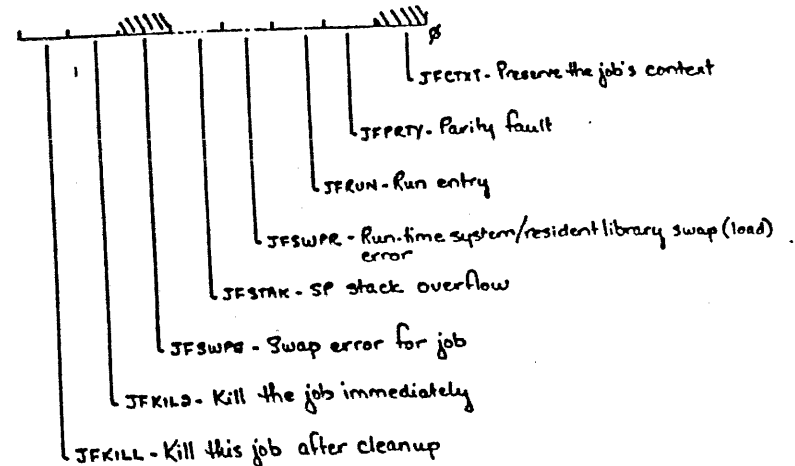 Ø
JFCTXT - Preserve the job's context
JFPRTY - Parity fault
JFRUN - Run entry
JFSWPR - Run-time system/resident library swap (load)
error
JFSTAK - SP stack overflow
Swap error for job
Kill the job immediately
JFKILL - Kill this job after cleanup